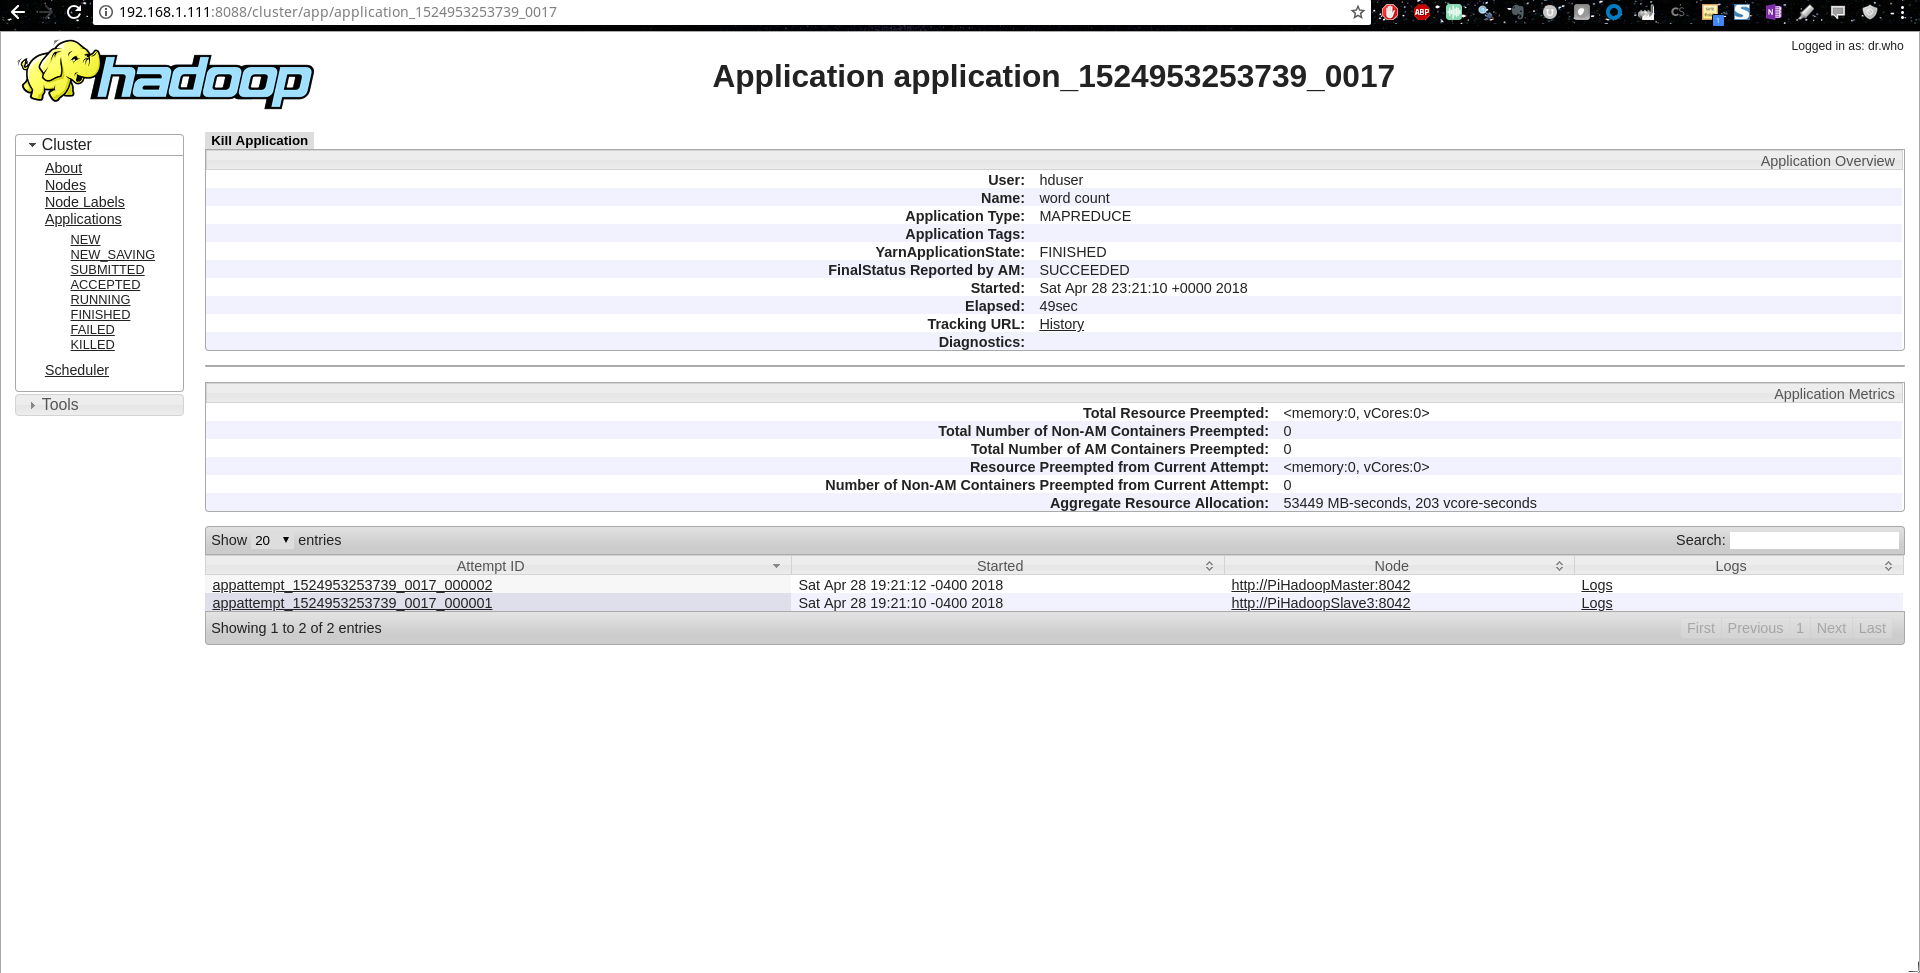 192.168.1.111:8088/cluster/app/application_1524953253739_0017
ABP
1
Logged in as: dr.who
hadoop
Application application_1524953253739_0017
Cluster
About
Nodes
Node Labels
Applications
NEW
NEW_SAVING
SUBMITTED
ACCEPTED
RUNNING
FINISHED
FAILED
KILLED
Scheduler
Tools
Kill Application
Application Overview
User: hduser
Name: word count
Application Type: MAPREDUCE
Application Tags:
YarnApplicationState: FINISHED
FinalStatus Reported by AM: SUCCEEDED
Started: Sat Apr 28 23:21:10 +0000 2018
Elapsed: 49sec
Tracking URL: History
Diagnostics:
Application Metrics
Total Resource Preempted: <memory:0, vCores:0>
Total Number of Non-AM Containers Preempted: 0
Total Number of AM Containers Preempted: 0
Resource Preempted from Current Attempt: <memory:0, vCores:0>
Number of Non-AM Containers Preempted from Current Attempt: 0
Aggregate Resource Allocation: 53449 MB-seconds, 203 vcore-seconds
Show 20 entries Search:
Attempt ID Started Node Logs
appattempt_1524953253739_0017_000002 Sat Apr 28 19:21:12 -0400 2018 http://PiHadoopMaster:8042 Logs
appattempt_1524953253739_0017_000001 Sat Apr 28 19:21:10 -0400 2018 http://PiHadoopSlave3:8042 Logs
Showing 1 to 2 of 2 entries First Previous 1 Next Last